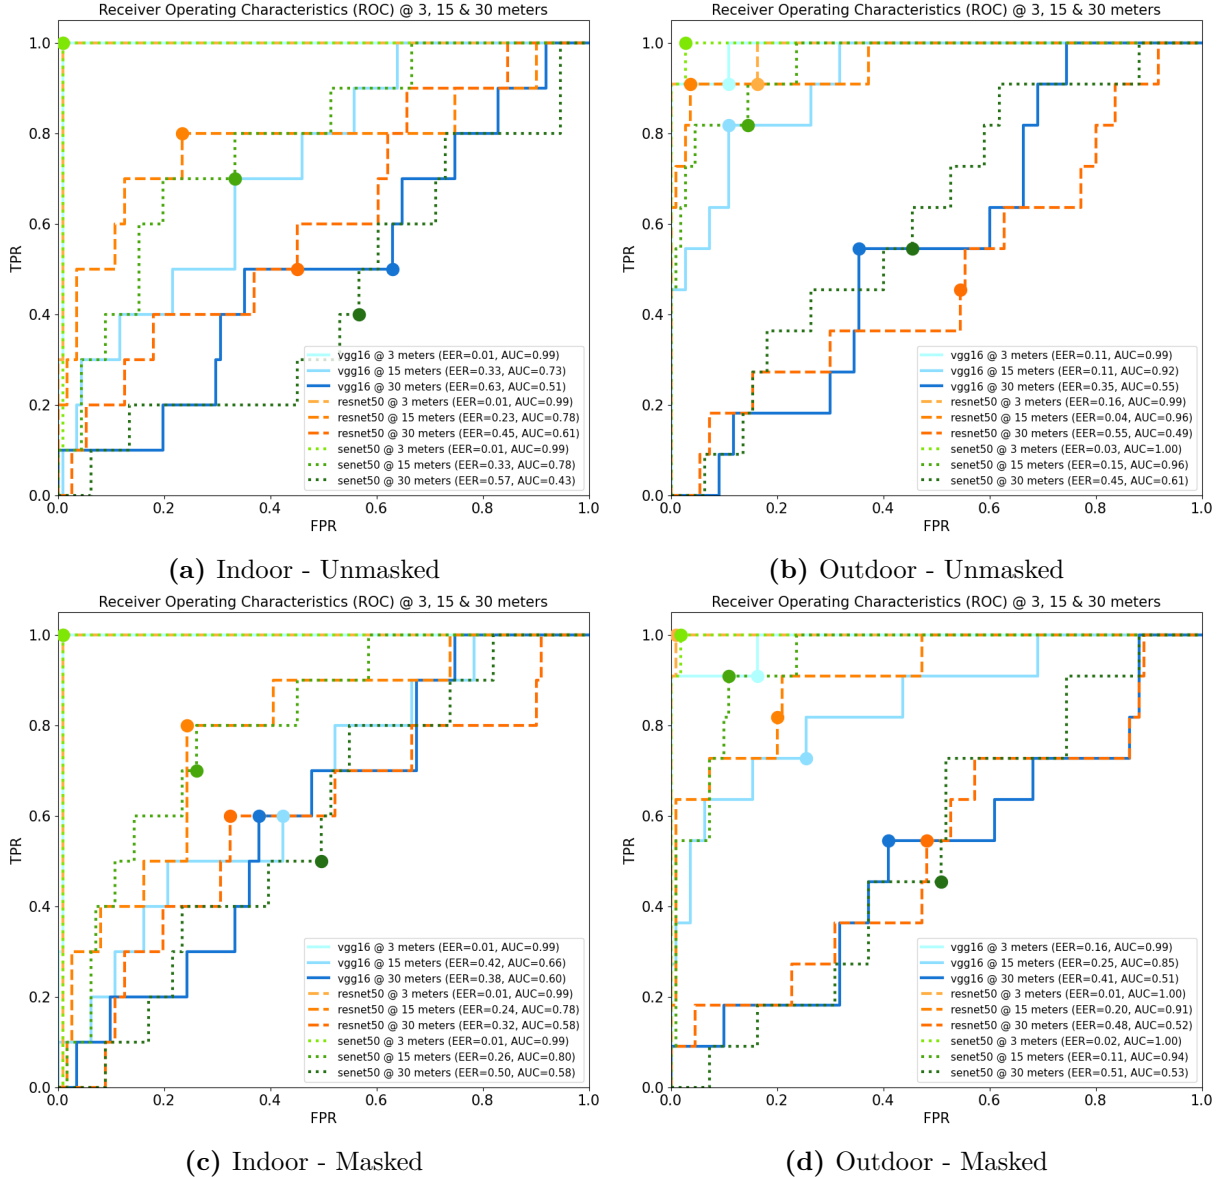 Receiver Operating Characteristics (ROC) @ 3, 15 & 30 meters
1.0
0.8
0.6
0.4
0.2
0.0
TPR
vgg16 @ 3 meters (EER=0.01, AUC=0.99)
vgg16 @ 15 meters (EER=0.33, AUC=0.73)
vgg16 @ 30 meters (EER=0.63, AUC=0.51)
resnet50 @ 3 meters (EER=0.01, AUC=0.99)
resnet50 @ 15 meters (EER=0.23, AUC=0.78)
resnet50 @ 30 meters (EER=0.45, AUC=0.61)
senet50 @ 3 meters (EER=0.01, AUC=0.99)
senet50 @ 15 meters (EER=0.33, AUC=0.78)
senet50 @ 30 meters (EER=0.57, AUC=0.43)
0.0 0.2 0.4 0.6 0.8 1.0
FPR
(a) Indoor - Unmasked
Receiver Operating Characteristics (ROC) @ 3, 15 & 30 meters
1.0
0.8
0.6
0.4
0.2
0.0
TPR
vgg16 @ 3 meters (EER=0.11, AUC=0.99)
vgg16 @ 15 meters (EER=0.11, AUC=0.92)
vgg16 @ 30 meters (EER=0.35, AUC=0.55)
resnet50 @ 3 meters (EER=0.16, AUC=0.99)
resnet50 @ 15 meters (EER=0.04, AUC=0.96)
resnet50 @ 30 meters (EER=0.55, AUC=0.49)
senet50 @ 3 meters (EER=0.03, AUC=1.00)
senet50 @ 15 meters (EER=0.15, AUC=0.96)
senet50 @ 30 meters (EER=0.45, AUC=0.61)
0.0 0.2 0.4 0.6 0.8 1.0
FPR
(b) Outdoor - Unmasked
Receiver Operating Characteristics (ROC) @ 3, 15 & 30 meters
1.0
0.8
0.6
0.4
0.2
0.0
TPR
vgg16 @ 3 meters (EER=0.01, AUC=0.99)
vgg16 @ 15 meters (EER=0.42, AUC=0.66)
vgg16 @ 30 meters (EER=0.38, AUC=0.60)
resnet50 @ 3 meters (EER=0.01, AUC=0.99)
resnet50 @ 15 meters (EER=0.24, AUC=0.78)
resnet50 @ 30 meters (EER=0.32, AUC=0.58)
senet50 @ 3 meters (EER=0.01, AUC=0.99)
senet50 @ 15 meters (EER=0.26, AUC=0.80)
senet50 @ 30 meters (EER=0.50, AUC=0.58)
0.0 0.2 0.4 0.6 0.8 1.0
FPR
(c) Indoor - Masked
Receiver Operating Characteristics (ROC) @ 3, 15 & 30 meters
1.0
0.8
0.6
0.4
0.2
0.0
TPR
vgg16 @ 3 meters (EER=0.16, AUC=0.99)
vgg16 @ 15 meters (EER=0.25, AUC=0.85)
vgg16 @ 30 meters (EER=0.41, AUC=0.51)
resnet50 @ 3 meters (EER=0.01, AUC=1.00)
resnet50 @ 15 meters (EER=0.20, AUC=0.91)
resnet50 @ 30 meters (EER=0.48, AUC=0.52)
senet50 @ 3 meters (EER=0.02, AUC=1.00)
senet50 @ 15 meters (EER=0.11, AUC=0.94)
senet50 @ 30 meters (EER=0.51, AUC=0.53)
0.0 0.2 0.4 0.6 0.8 1.0
FPR
(d) Outdoor - Masked